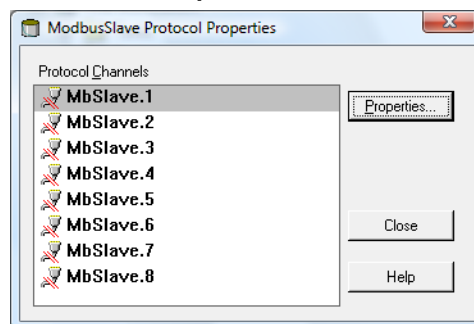 ModbusSlave Protocol Properties
Protocol Channels
MbSlave.1
MbSlave.2
MbSlave.3
MbSlave.4
MbSlave.5
MbSlave.6
MbSlave.7
MbSlave.8
Properties...
Close
Help